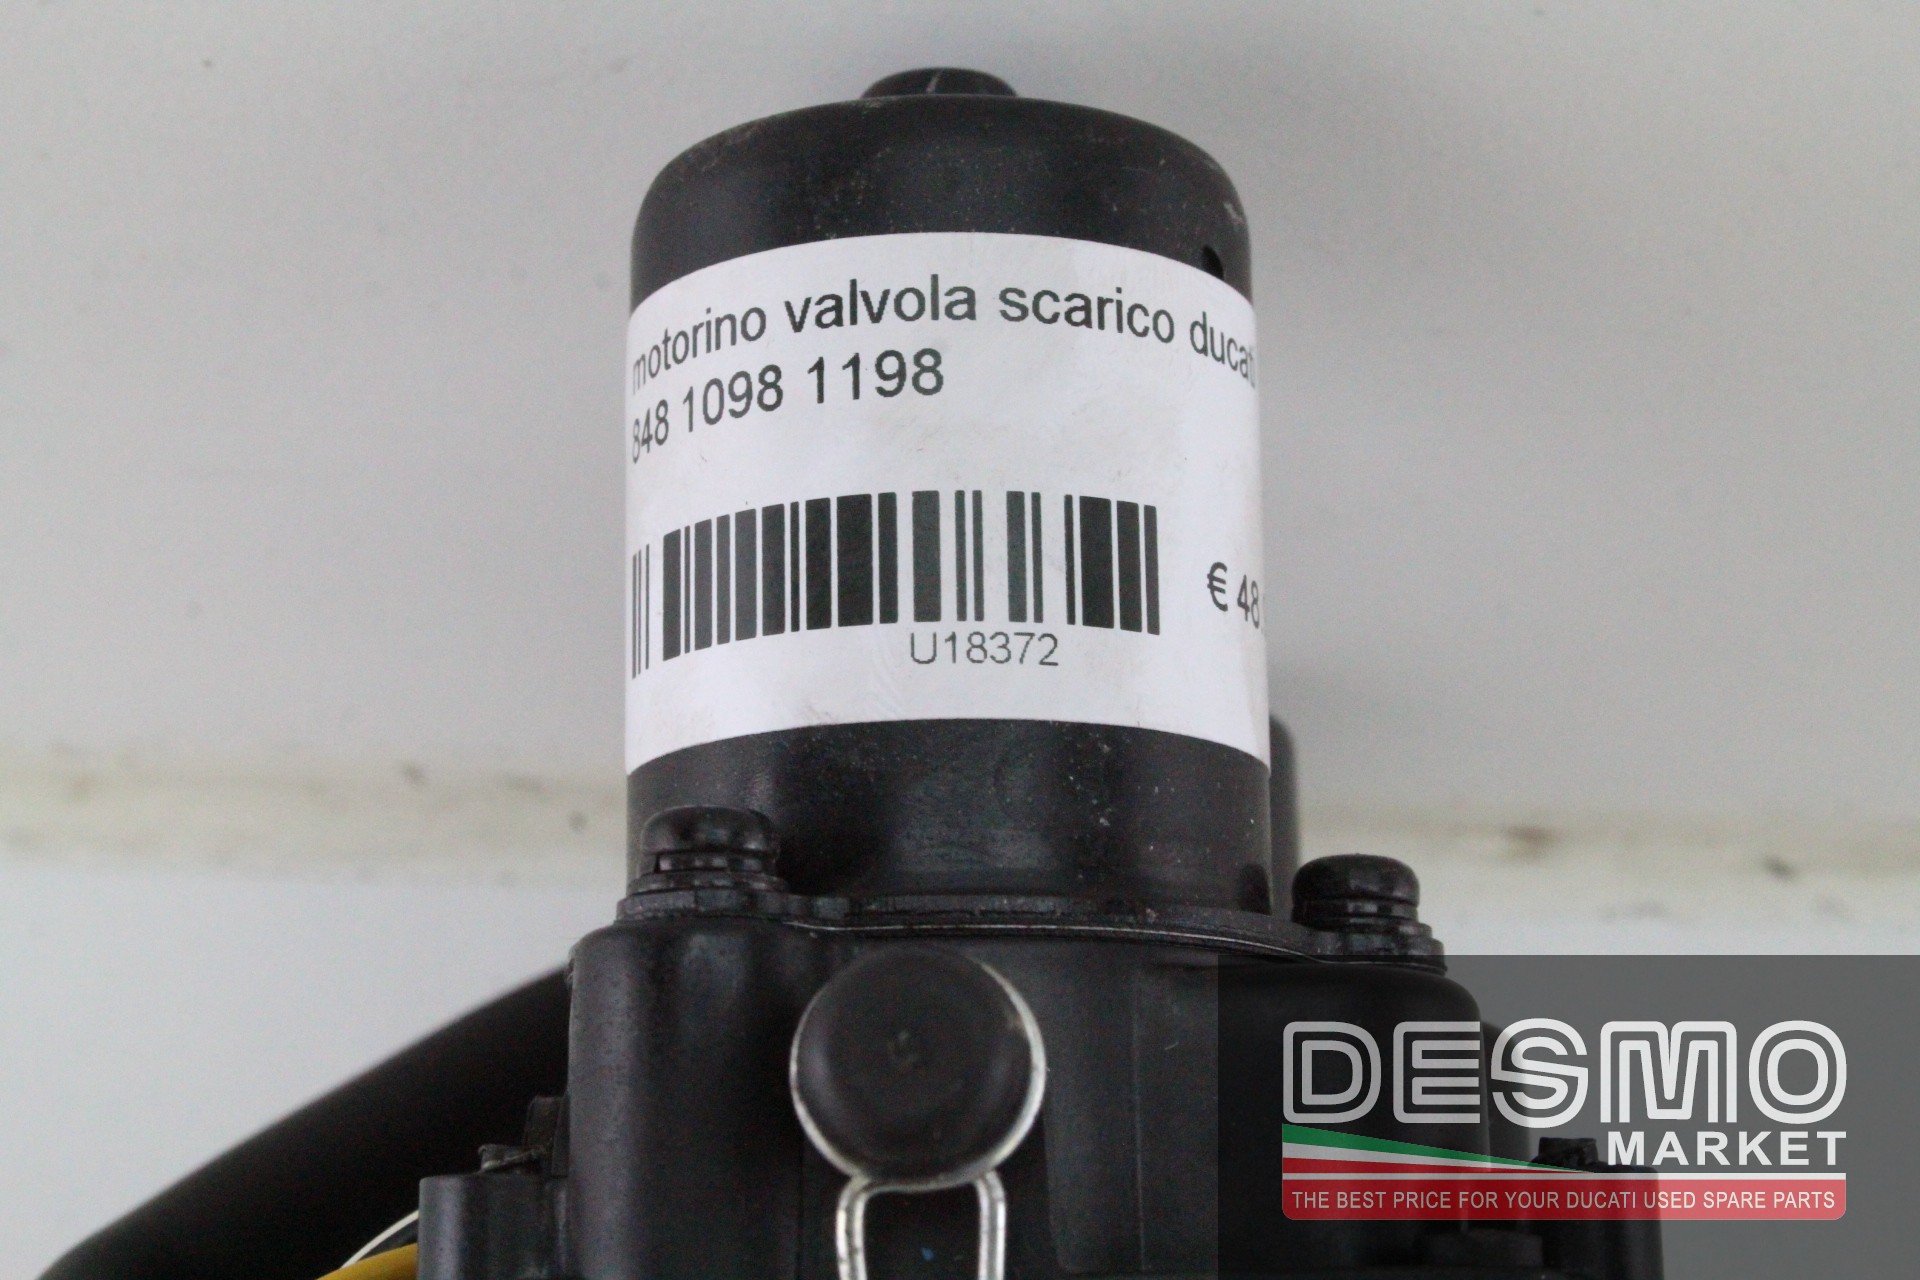 motorino valvola scarico ducati
848 1098 1198
U18372
€ 48
DESMO
MARKET
THE BEST PRICE FOR YOUR DUCATI USED SPARE PARTS